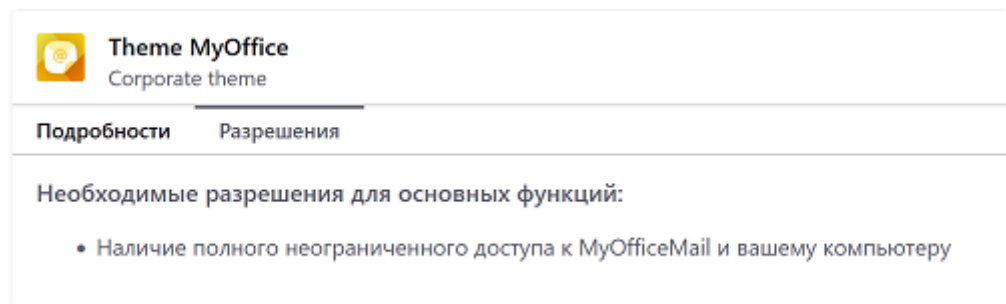 Theme MyOffice
Corporate theme
Подробности Разрешения
Необходимые разрешения для основных функций:
• Наличие полного неограниченного доступа к MyOfficeMail и вашему компьютеру